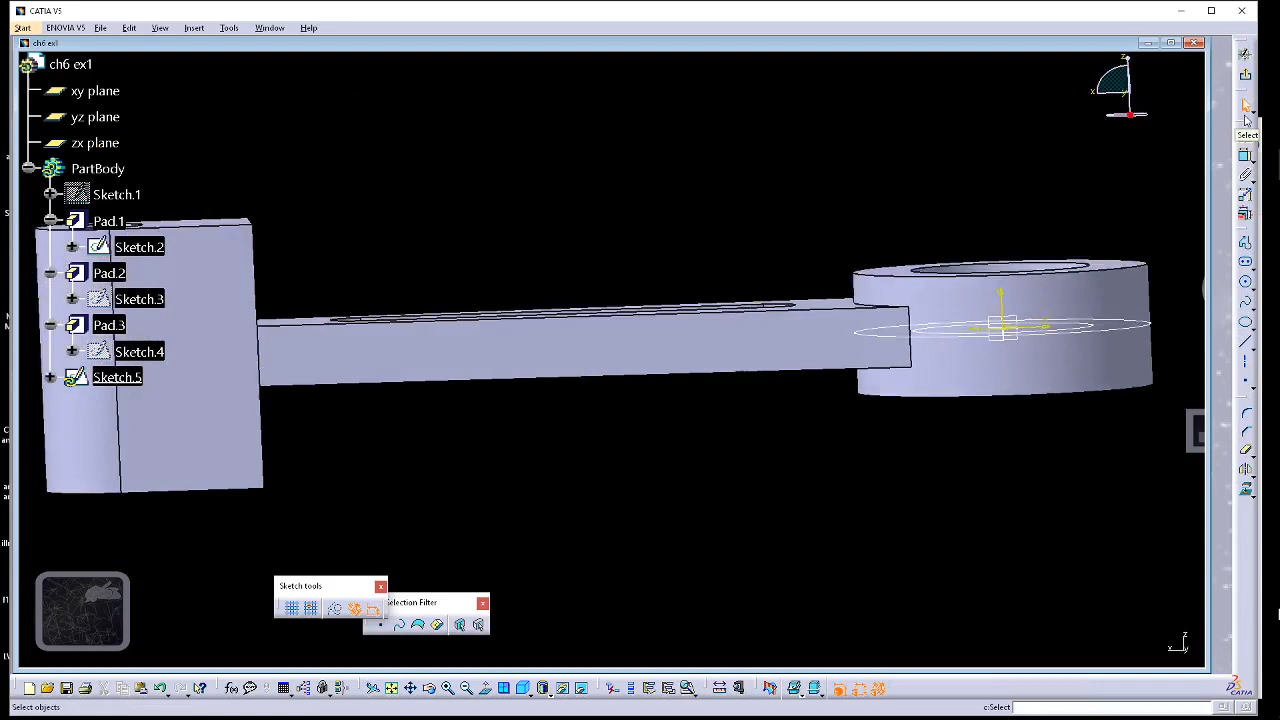 CATIA V5
Start ENOVIA V5 File Edit View Insert Tools Window Help
ch6 ex1
ch6 ex1
xy plane
yz plane
zx plane
PartBody
Sketch.1
Pad.1
Sketch.2
Pad.2
Sketch.3
Pad.3
Sketch.4
Sketch.5
z
x
y
Select
Sketch tools
election Filter
z
x
y
CATIA
Select objects
c:Select